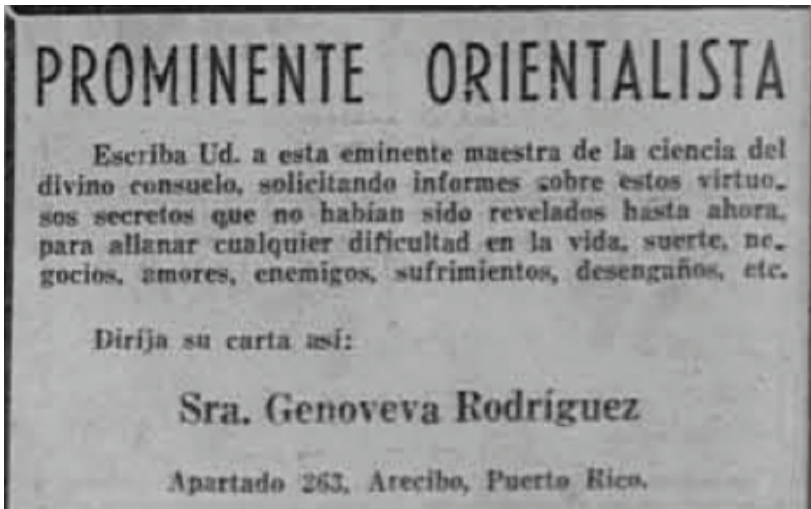 PROMINENTE ORIENTALISTA
Escriba Ud. a esta eminente maestra de la ciencia del
divino consuelo, solicitando informes sobre estos virtuo-
sos secretos que no habían sido revelados hasta ahora,
para allanar cualquier dificultad en la vida, suerte, ne-
gocios, amores, enemigos, sufrimientos, desengaños, etc.
Dirija su carta así:
Sra. Genoveva Rodríguez
Apartado 263, Arecibo, Puerto Rico.